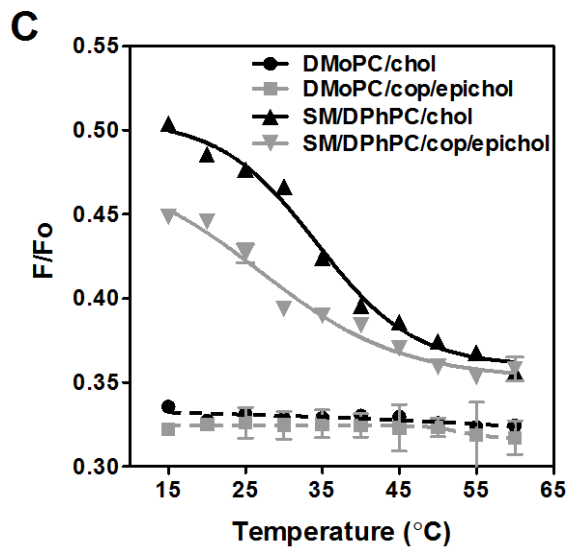 C
0.55
0.50
0.45
0.40
0.35
0.30
F/Fo
DMoPC/chol
DMoPC/cop/epichol
SM/DPhPC/chol
SM/DPhPC/cop/epichol
15 25 35 45 55 65
Temperature (°C)